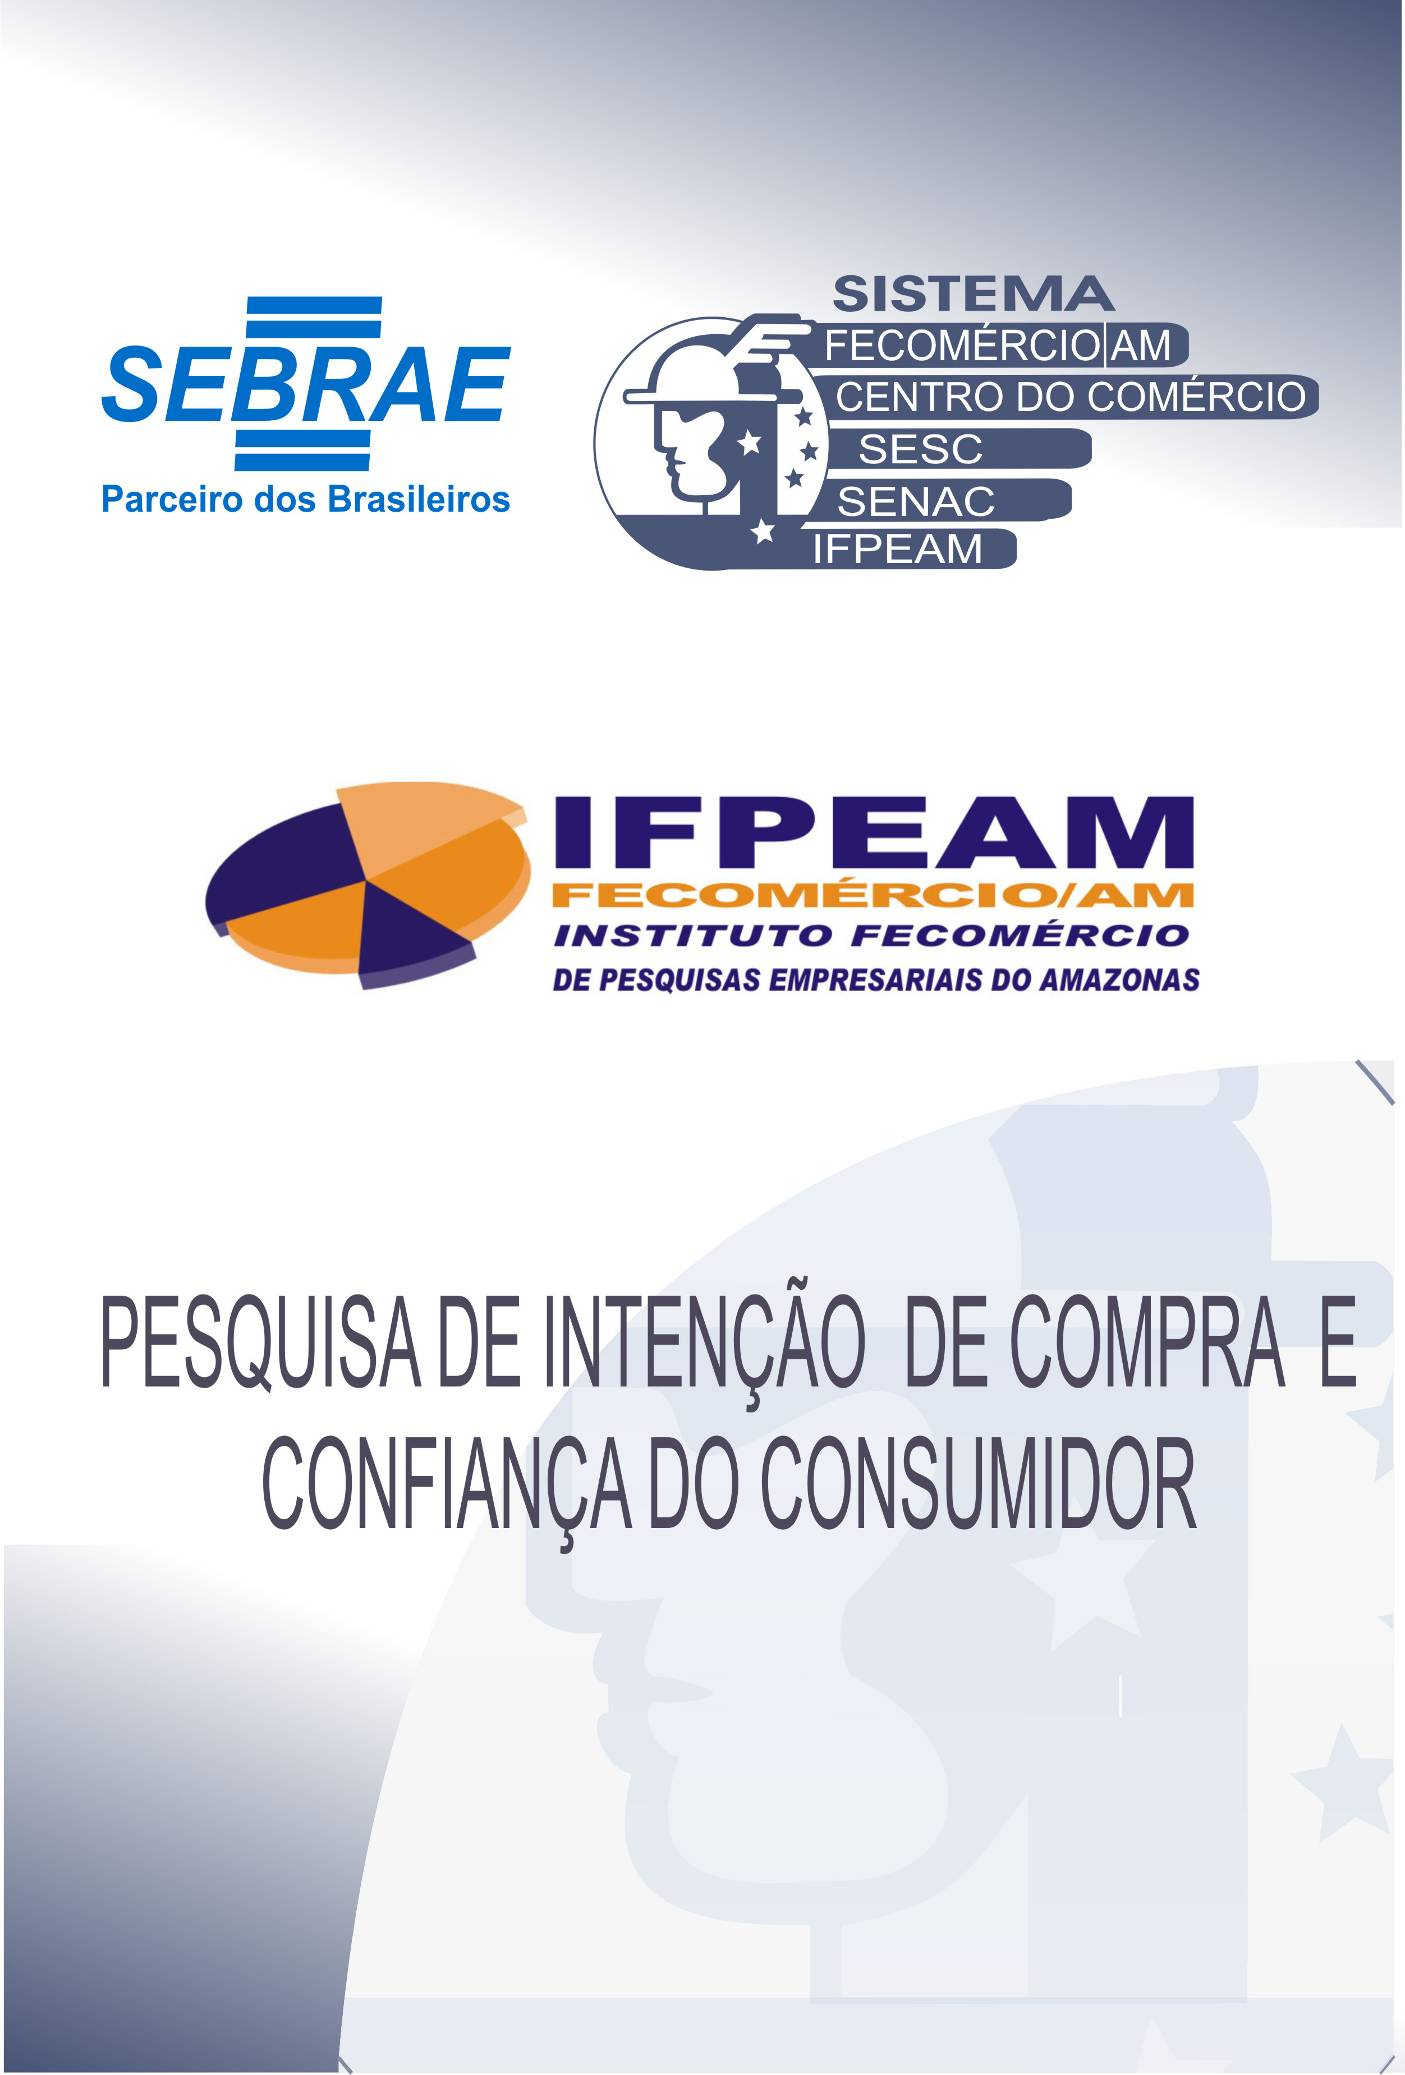 SEBRAE
Parceiro dos Brasileiros
SISTEMA
FECOMÉRCIO|AM
CENTRO DO COMÉRCIO
SESC
SENAC
IFPEAM
IFPEAM
FECOMÉRCIO/AM
INSTITUTO FECOMÉRCIO
DE PESQUISAS EMPRESARIAIS DO AMAZONAS
PESQUISA DE INTENÇÃO DE COMPRA E
CONFIANÇA DO CONSUMIDOR